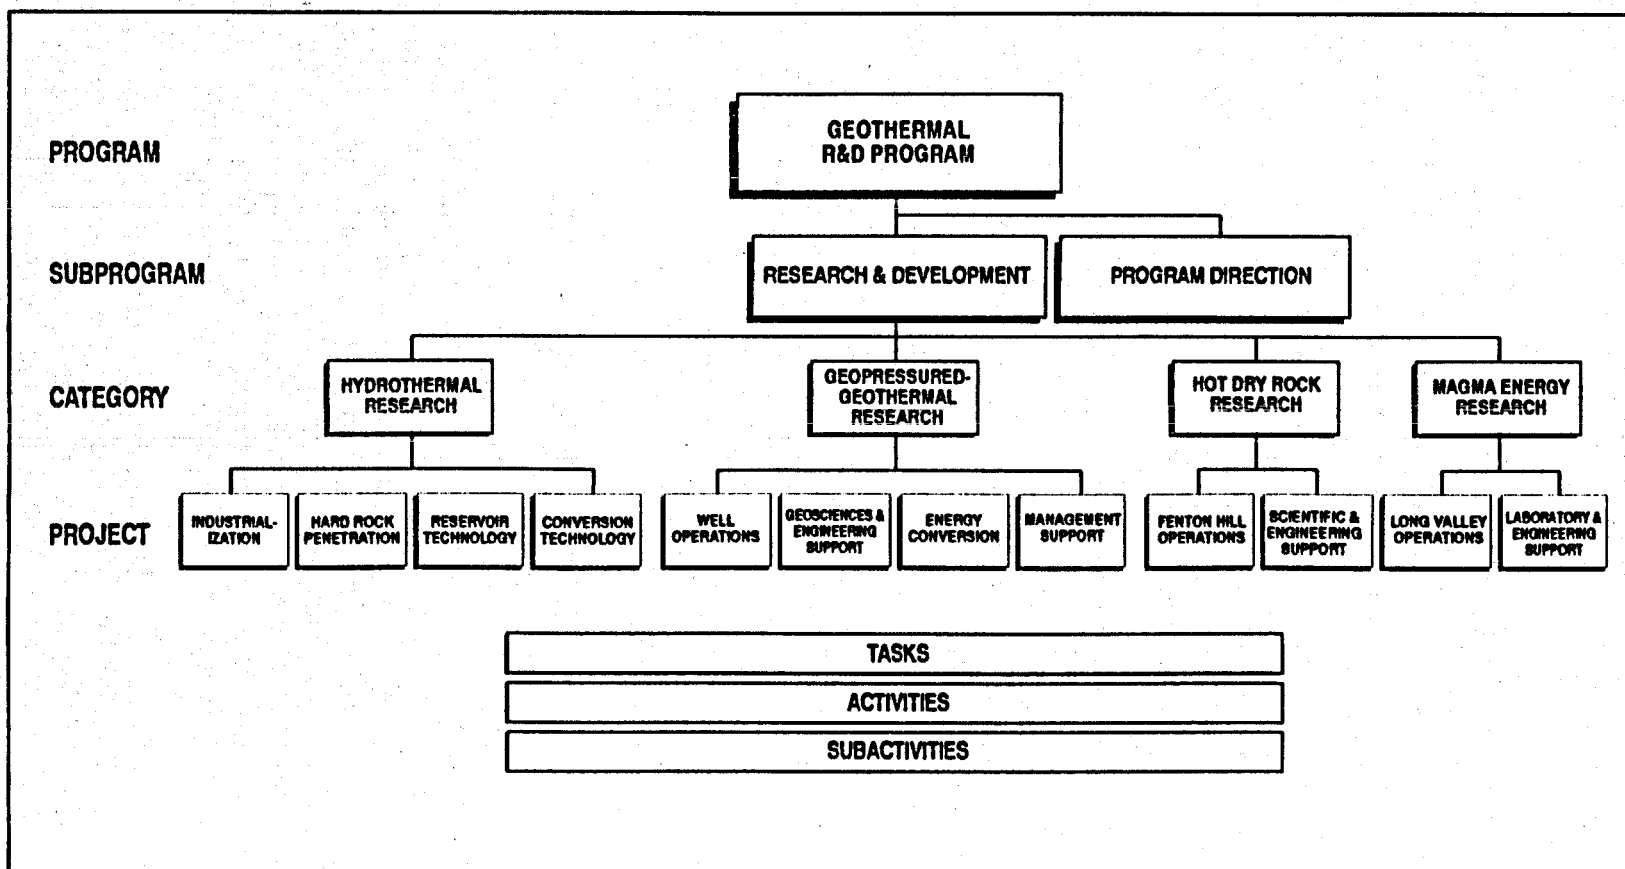 PROGRAM
GEOTHERMAL
R&D PROGRAM
SUBPROGRAM
RESEARCH & DEVELOPMENT
PROGRAM DIRECTION
CATEGORY
HYDROTHERMAL
RESEARCH
GEOPRESSURED-
GEOTHERMAL
RESEARCH
HOT DRY ROCK
RESEARCH
MAGMA ENERGY
RESEARCH
PROJECT
INDUSTRIAL-
IZATION
HARD ROCK
PENETRATION
RESERVOIR
TECHNOLOGY
CONVERSION
TECHNOLOGY
WELL
OPERATIONS
GEOSCIENCES &
ENGINEERING
SUPPORT
ENERGY
CONVERSION
MANAGEMENT
SUPPORT
FENTON HILL
OPERATIONS
SCIENTIFIC &
ENGINEERING
SUPPORT
LONG VALLEY
OPERATIONS
LABORATORY &
ENGINEERING
SUPPORT
TASKS
ACTIVITIES
SUBACTIVITIES